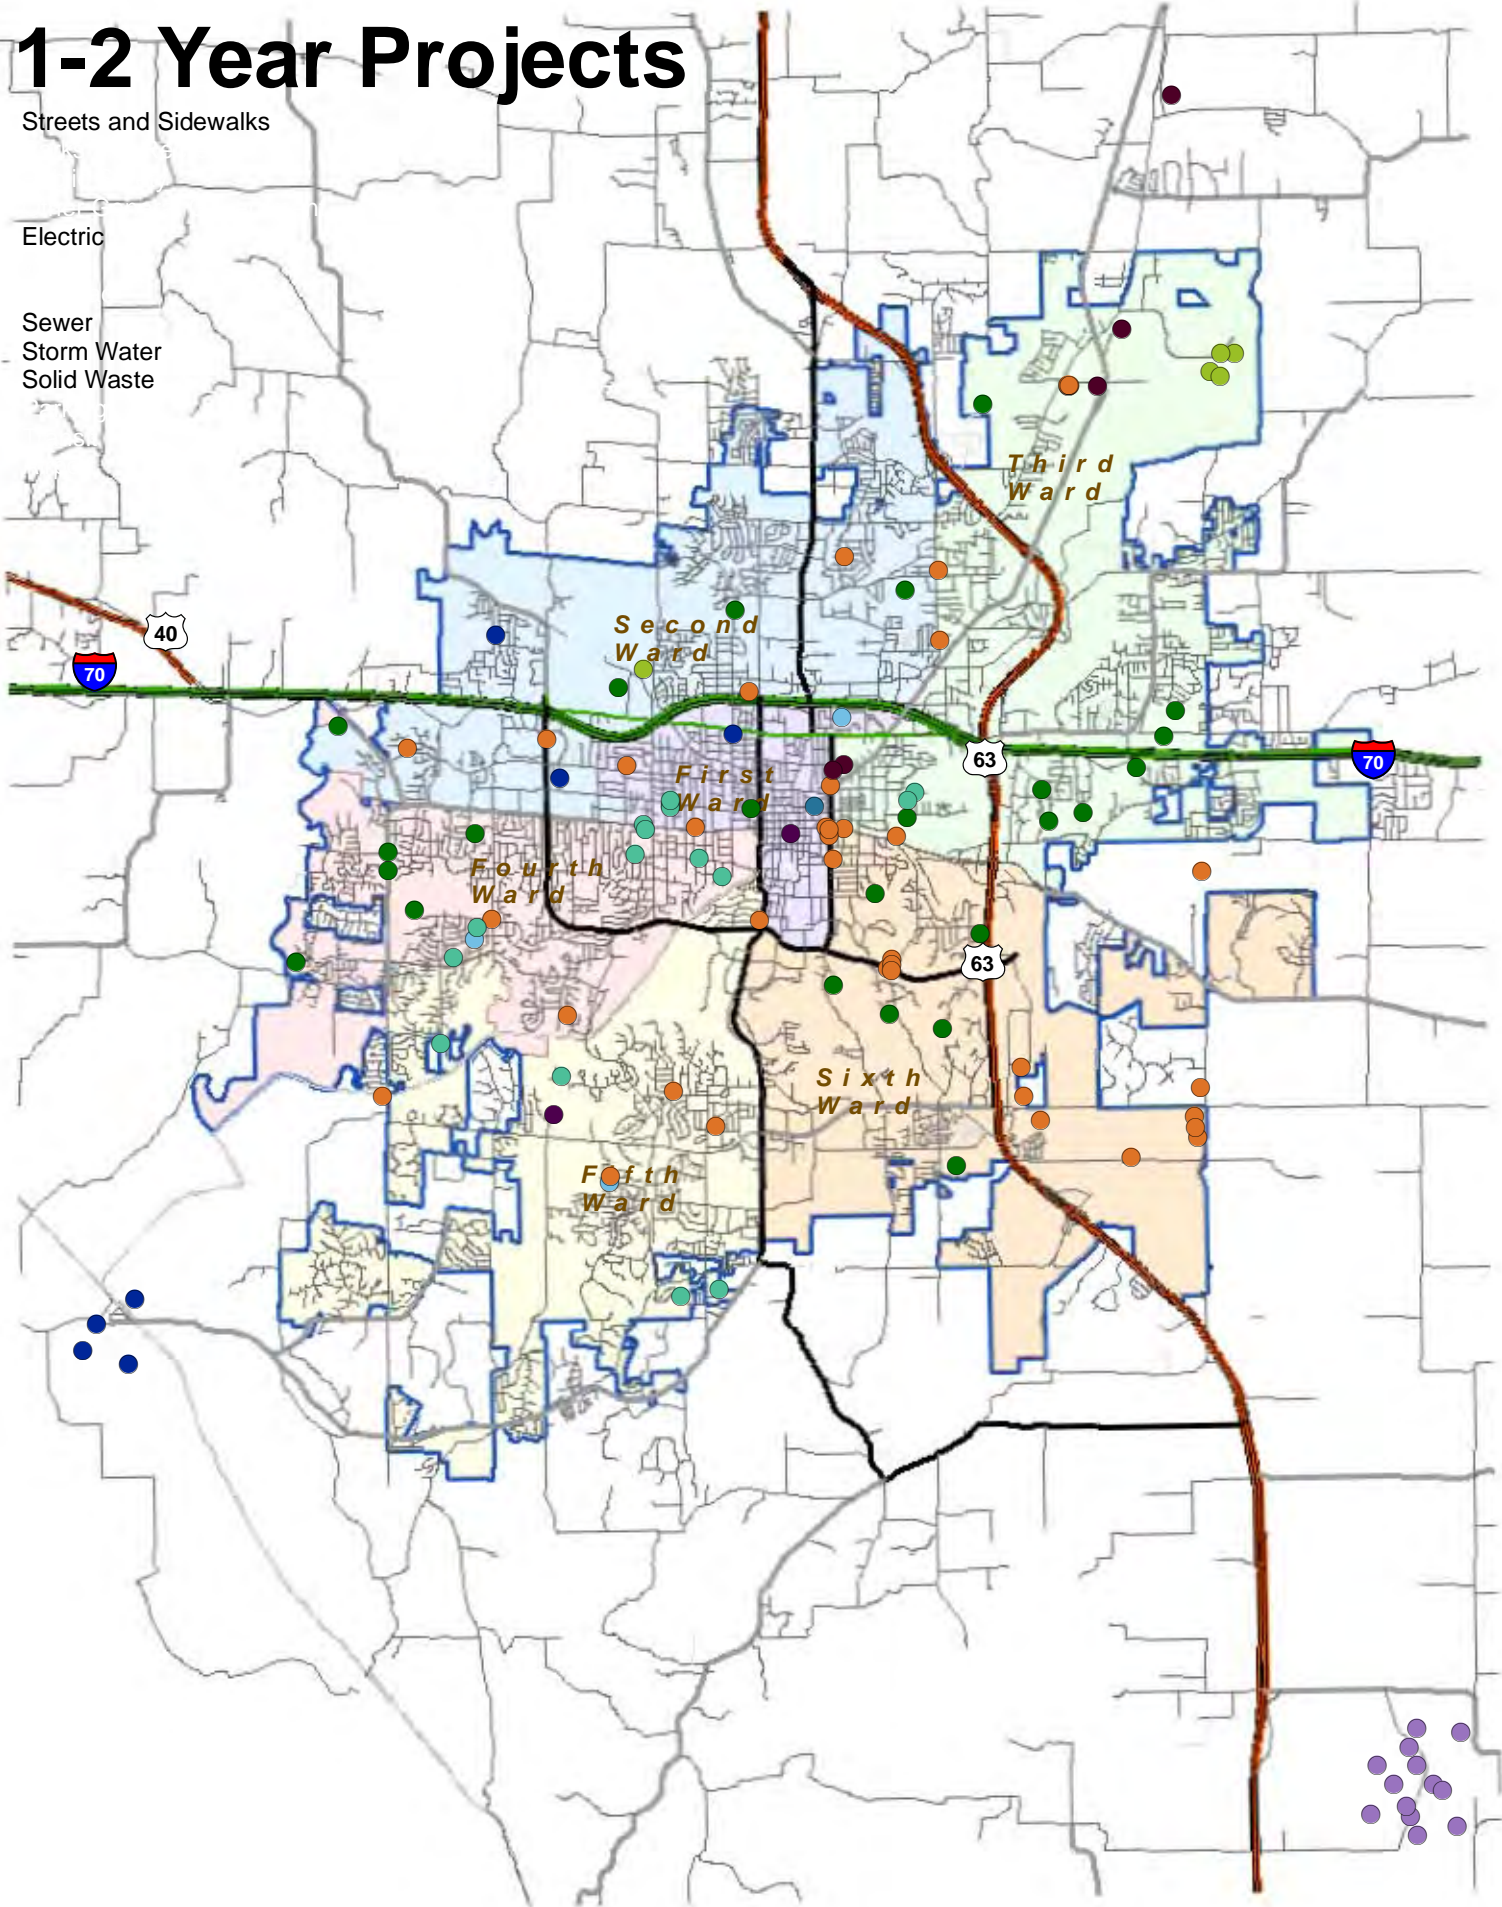 1-2 Year Projects
Streets and Sidewalks
Electric
Sewer
Storm Water
Solid Waste
Third
Ward
Second
Ward
40
70
First
Ward
63
70
Fourth
Ward
63
Sixth
Ward
Fifth
Ward